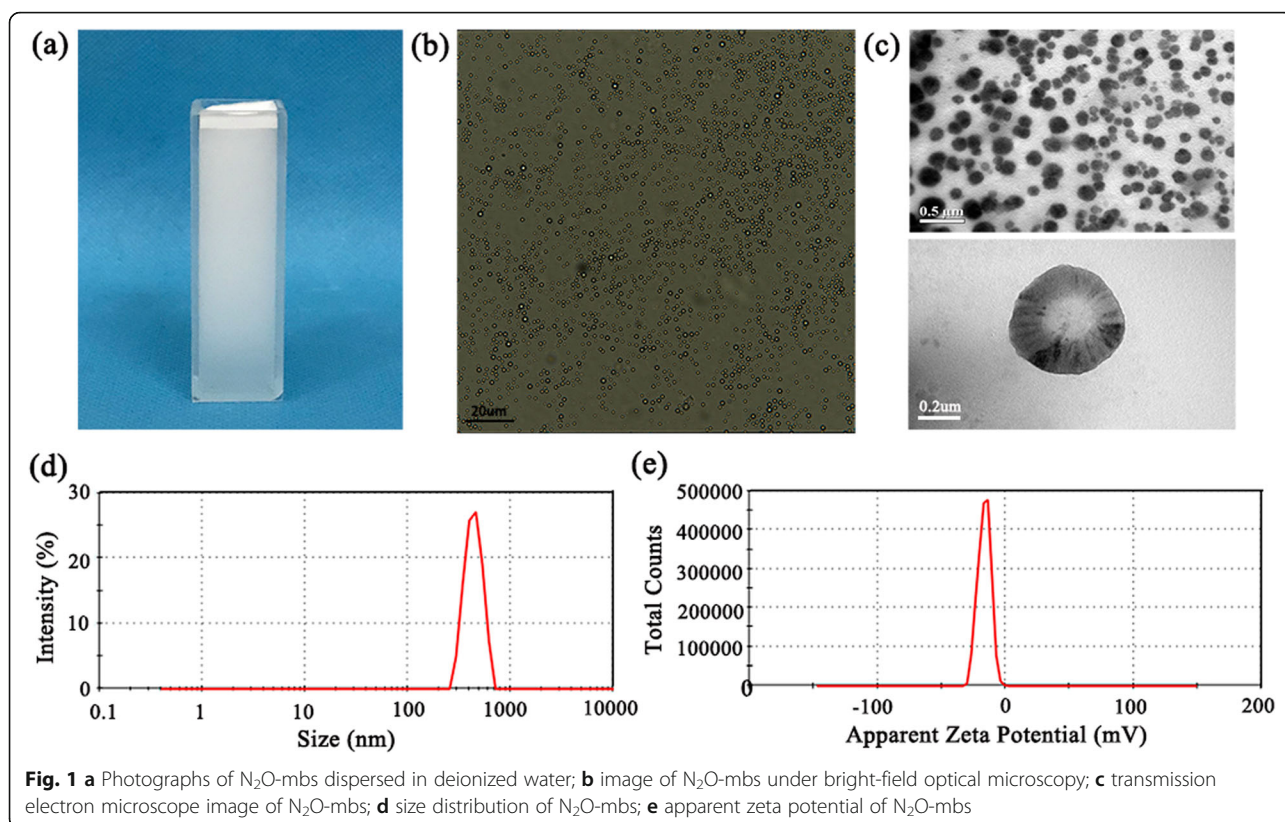 (a)
(b)
20um
(c)
0.5 μm
0.2um
(d)
30
20
10
0
Intensity (%)
0.1 1 10 100 1000 10000
Size (nm)
(e)
500000
400000
300000
200000
100000
0
Total Counts
-100 0 100 200
Apparent Zeta Potential (mV)
Fig. 1 a Photographs of N₂O-mbs dispersed in deionized water; b image of N₂O-mbs under bright-field optical microscopy; c transmission
electron microscope image of N₂O-mbs; d size distribution of N₂O-mbs; e apparent zeta potential of N₂O-mbs